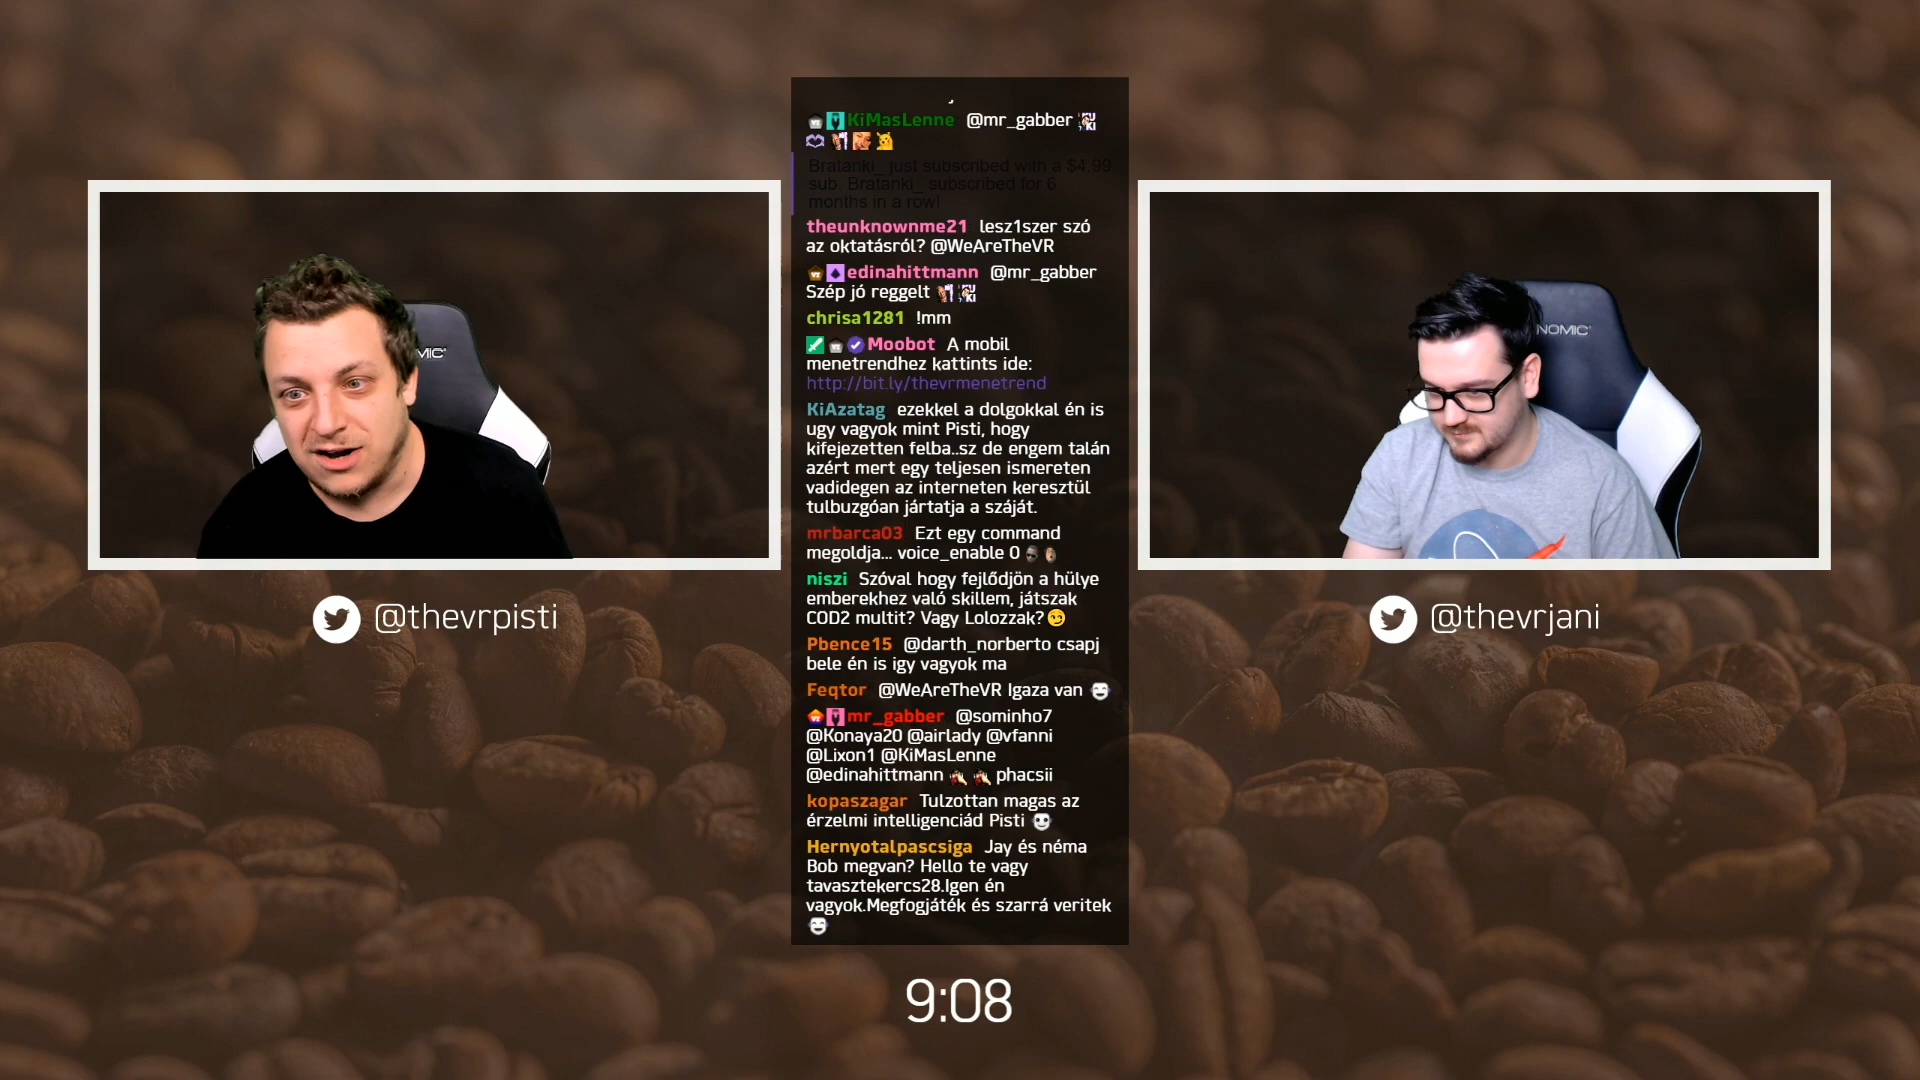 KiMasLenne @mr_gabber
Bratanki_ just subscribed with a $4.99
sub. Bratanki_ subscribed for 6
months in a row!
theunknownme21 lesz1szer szó
az oktatásról? @WeAreTheVR
edinahittmann @mr_gabber
Szép jó reggelt
chrisa1281 !mm
Moobot A mobil
menetrendhez kattints ide:
http://bit.ly/thevrmenetrend
KiAzatag ezekkel a dolgokkal én is
ugy vagyok mint Pisti, hogy
kifejezetten felba..sz de engem talán
azért mert egy teljesen ismereten
vadidegen az interneten keresztül
tulbuzgóan jártatja a száját.
mrbarca03 Ezt egy command
megoldja... voice_enable 0
niszi Szóval hogy fejlődjön a hülye
emberekhez való skillem, játszak
COD2 multit? Vagy Lolozzak?
Pbence15 @darth_norberto csapj
bele én is igy vagyok ma
Feqtor @WeAreTheVR Igaza van
mr_gabber @sominho7
@Konaya20 @airlady @vfanni
@Lixon1 @KiMasLenne
@edinahittmann phacsii
kopaszagar Tulzottan magas az
érzelmi intelligenciád Pisti
Hernyotalpascsiga Jay és néma
Bob megvan? Hello te vagy
tavasztekercs28.Igen én
vagyok.Megfogjáték és szarrá veritek
MIC
NOMIC
@thevrpisti
@thevrjani
9:08